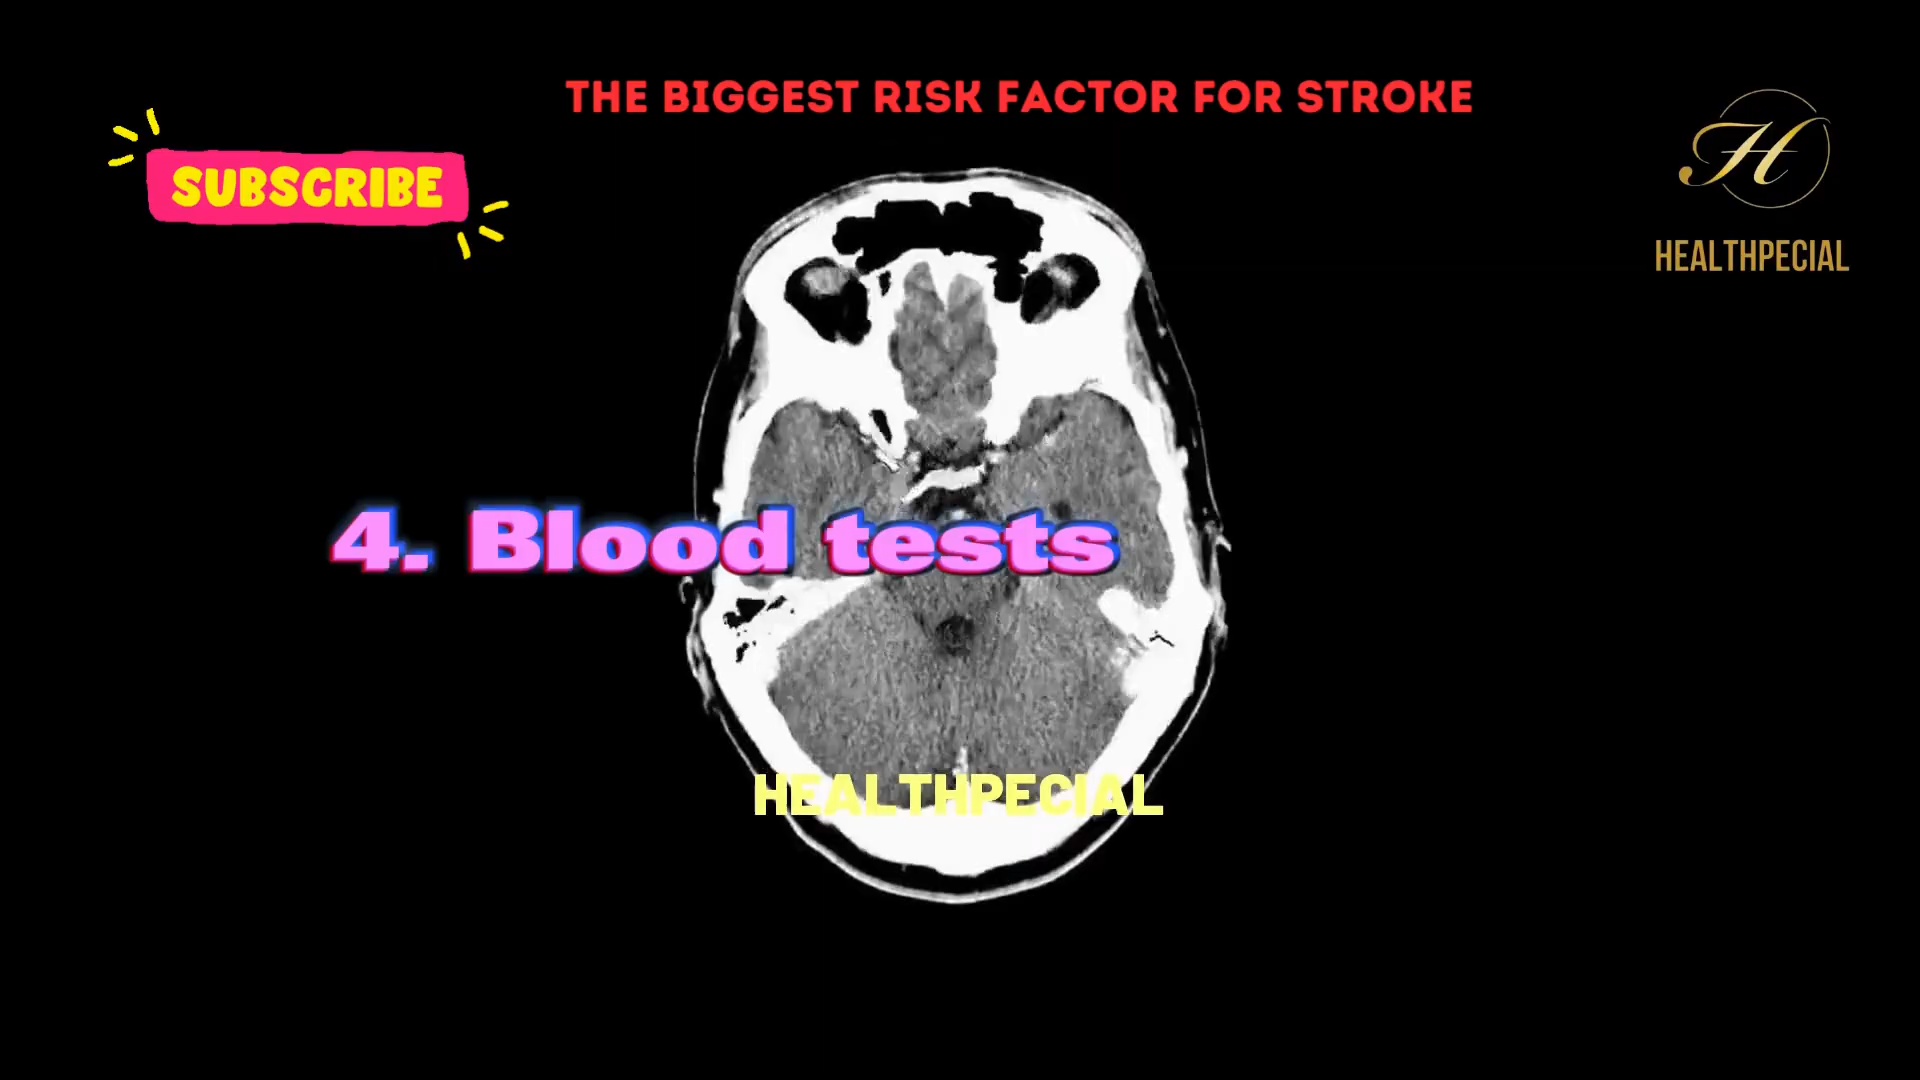 THE BIGGEST RISK FACTOR FOR STROKE
SUBSCRIBE
H
HEALTHPECIAL
4. Blood tests
HEALTHPECIAL